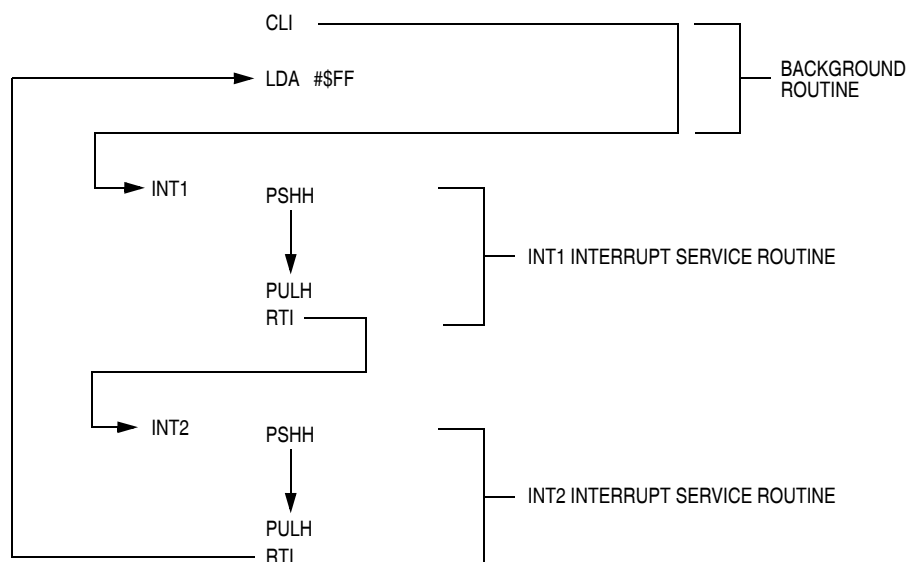 CLI
LDA #$FF
BACKGROUND
ROUTINE
INT1
PSHH
INT1 INTERRUPT SERVICE ROUTINE
PULH
RTI
INT2
PSHH
INT2 INTERRUPT SERVICE ROUTINE
PULH
RTI